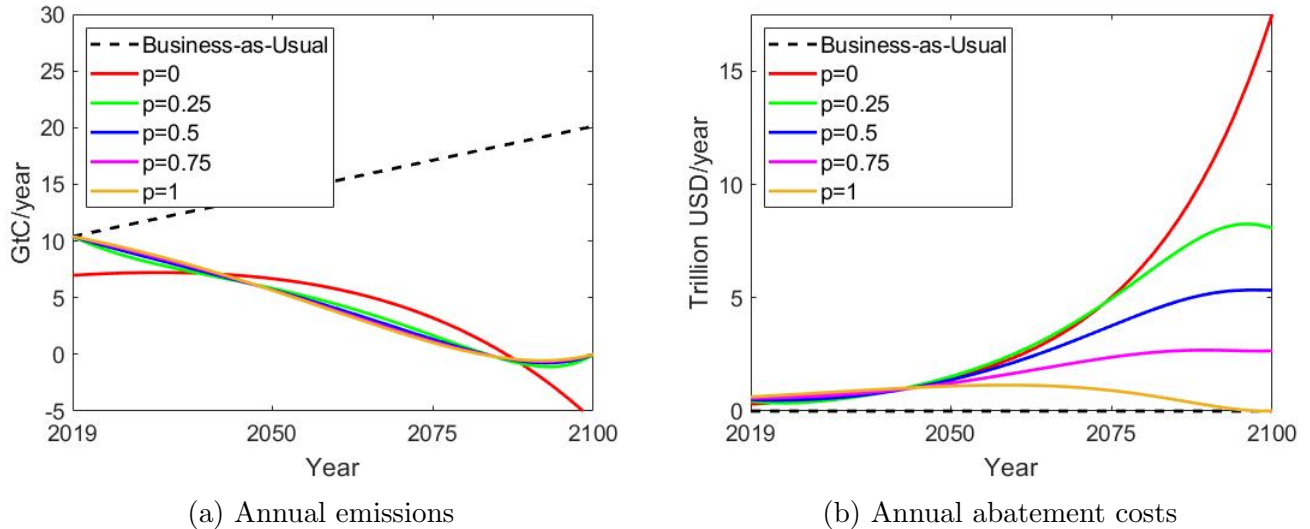 30
25
20
15
10
5
0
-5
GtC/year
Business-as-Usual
p=0
p=0.25
p=0.5
p=0.75
p=1
2019
2050
2075
2100
Year
(a) Annual emissions
15
10
5
0
Trillion USD/year
Business-as-Usual
p=0
p=0.25
p=0.5
p=0.75
p=1
2019
2050
2075
2100
Year
(b) Annual abatement costs